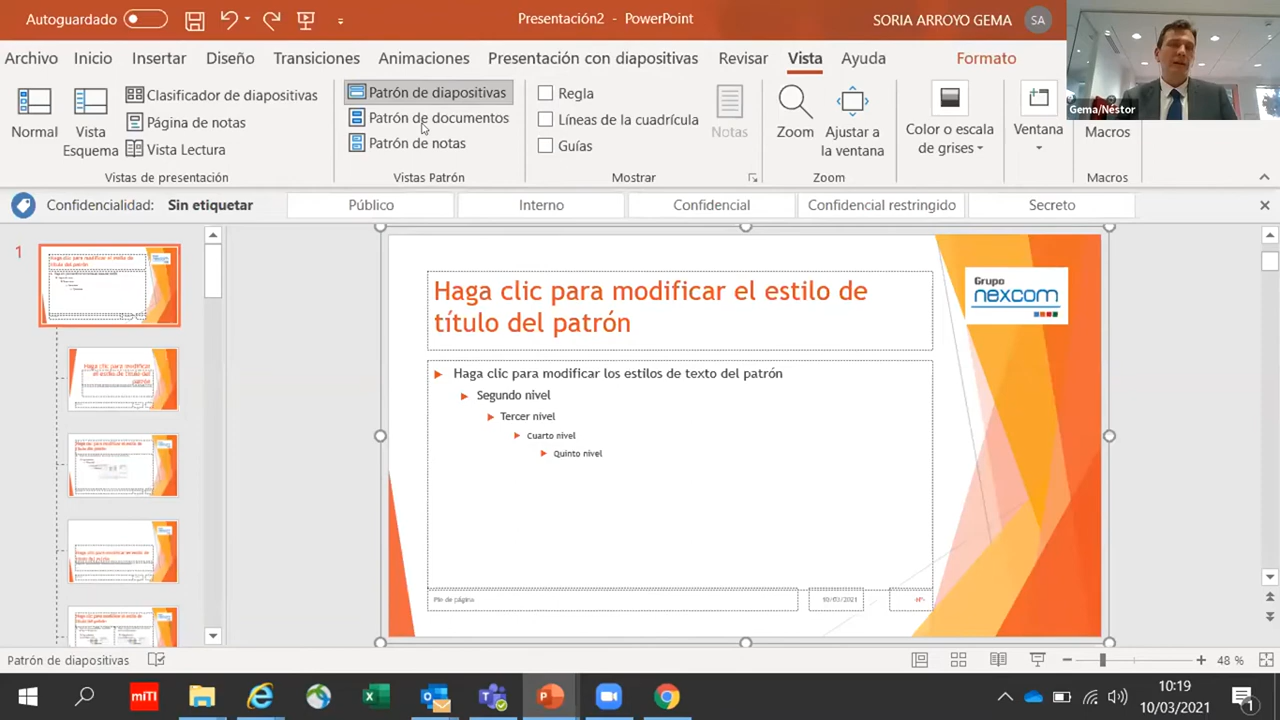 Autoguardado
Presentación2 - PowerPoint
SORIA ARROYO GEMA
SA
Archivo Inicio Insertar Diseño Transiciones Animaciones Presentación con diapositivas Revisar Vista Ayuda Formato
Normal
Vista
Esquema
Clasificador de diapositivas
Página de notas
Vista Lectura
Vistas de presentación
Patrón de diapositivas
Patrón de documentos
Patrón de notas
Vistas Patrón
Regla
Líneas de la cuadrícula
Guías
Notas
Mostrar
Zoom
Ajustar a
la ventana
Zoom
Color o escala
de grises
Ventana
Macros
Macros
Gema/Néstor
Confidencialidad: Sin etiquetar Público Interno Confidencial Confidencial restringido Secreto
1
Haga clic para modificar el estilo de
título del patrón
Grupo
nexcom
Haga clic para modificar los estilos de texto del patrón
Segundo nivel
Tercer nivel
Cuarto nivel
Quinto nivel
Pie de página
10/03/2021
Patrón de diapositivas
48 %
miTI
10:19
10/03/2021
1